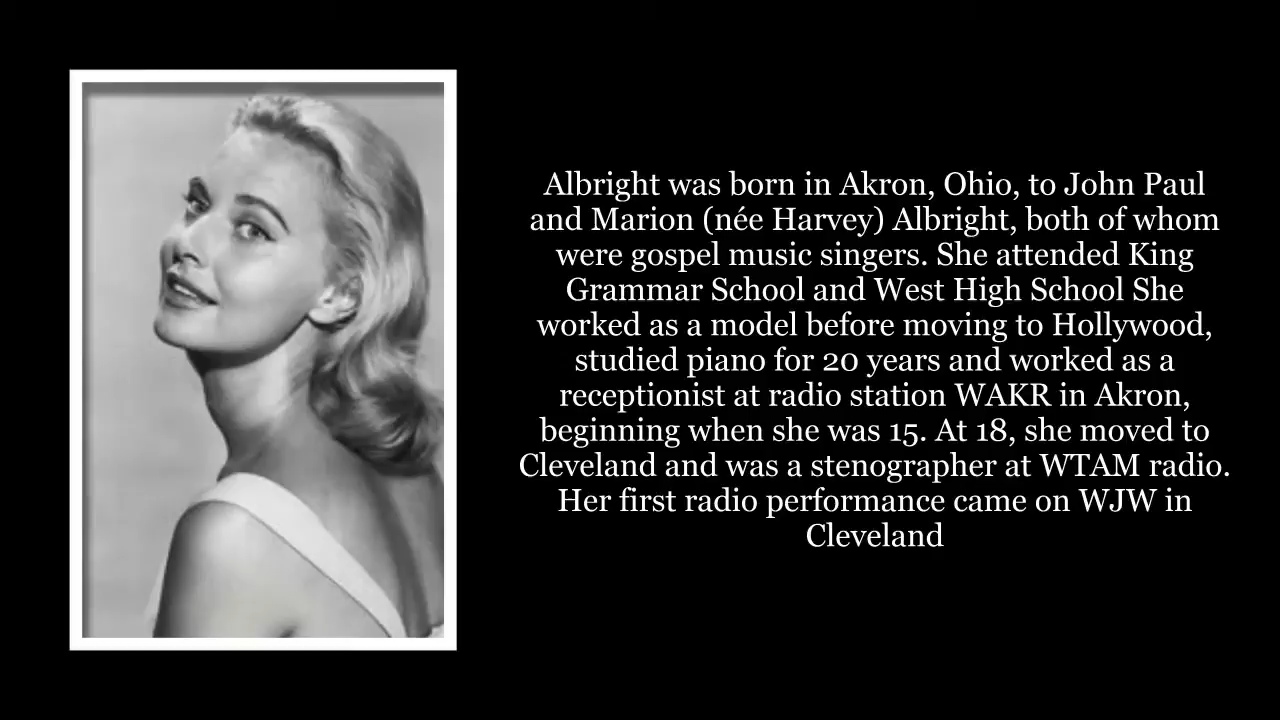 Albright was born in Akron, Ohio, to John Paul
and Marion (née Harvey) Albright, both of whom
were gospel music singers. She attended King
Grammar School and West High School She
worked as a model before moving to Hollywood,
studied piano for 20 years and worked as a
receptionist at radio station WAKR in Akron,
beginning when she was 15. At 18, she moved to
Cleveland and was a stenographer at WTAM radio.
Her first radio performance came on WJW in
Cleveland